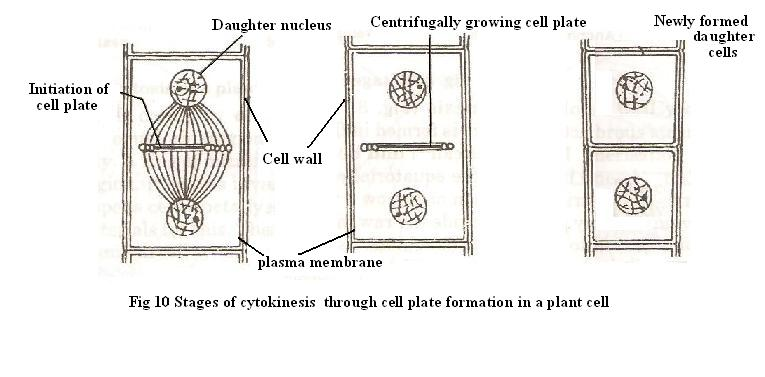 Daughter nucleus
Centrifugally growing cell plate
Newly formed
daughter
cells
Initiation of
cell plate
Cell wall
plasma membrane
Fig 10 Stages of cytokinesis through cell plate formation in a plant cell